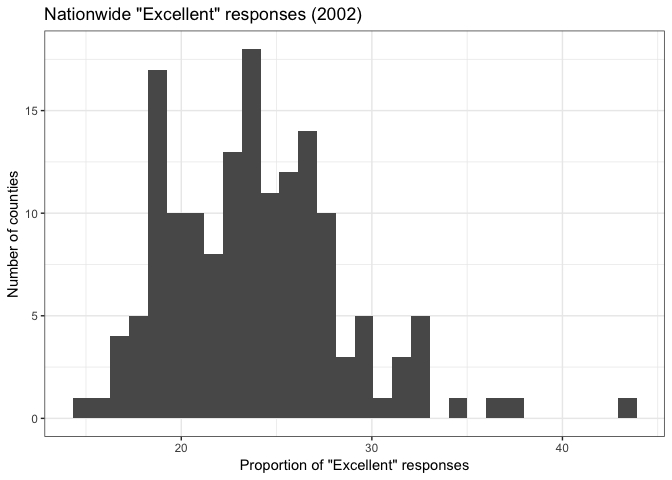 Nationwide "Excellent" responses (2002)
15
10
5
0
Number of counties
20 30 40
Proportion of "Excellent" responses